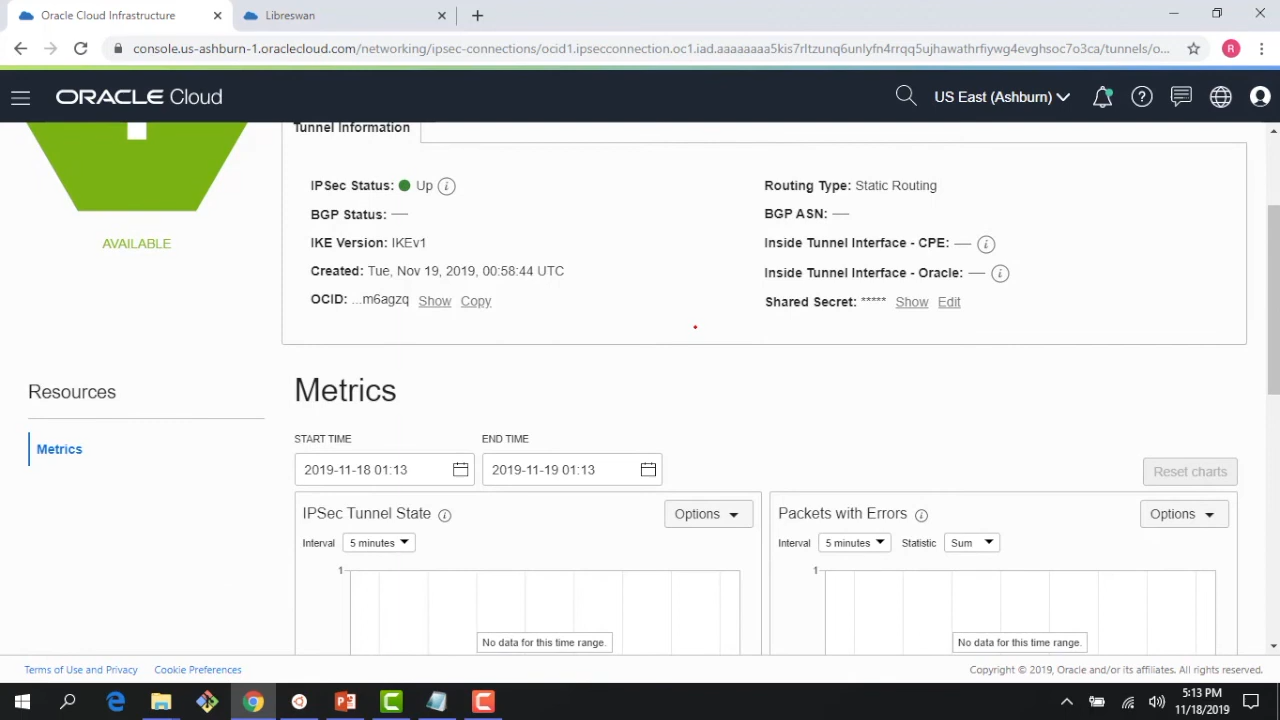 Oracle Cloud Infrastructure
Libreswan
console.us-ashburn-1.oraclecloud.com/networking/ipsec-connections/ocid1.ipsecconnection.oc1.iad.aaaaaaaa5kis7rltzunq6unlyfn4rrqq5ujhawathrfiywg4evghsoc7o3ca/tunnels/o...
R
ORACLE Cloud
US East (Ashburn)
Tunnel Information
IPSec Status: Up
Routing Type: Static Routing
BGP Status: —
BGP ASN: —
IKE Version: IKEv1
Inside Tunnel Interface - CPE: —
Created: Tue, Nov 19, 2019, 00:58:44 UTC
Inside Tunnel Interface - Oracle: —
OCID: ...m6agzq Show Copy
Shared Secret: ***** Show Edit
AVAILABLE
Resources
Metrics
Metrics
START TIME
END TIME
2019-11-18 01:13
2019-11-19 01:13
Reset charts
IPSec Tunnel State
Options
Interval 5 minutes
1
No data for this time range.
Packets with Errors
Options
Interval 5 minutes Statistic Sum
1
No data for this time range.
Terms of Use and Privacy Cookie Preferences
Copyright © 2019, Oracle and/or its affiliates. All rights reserved.
5:13 PM
11/18/2019